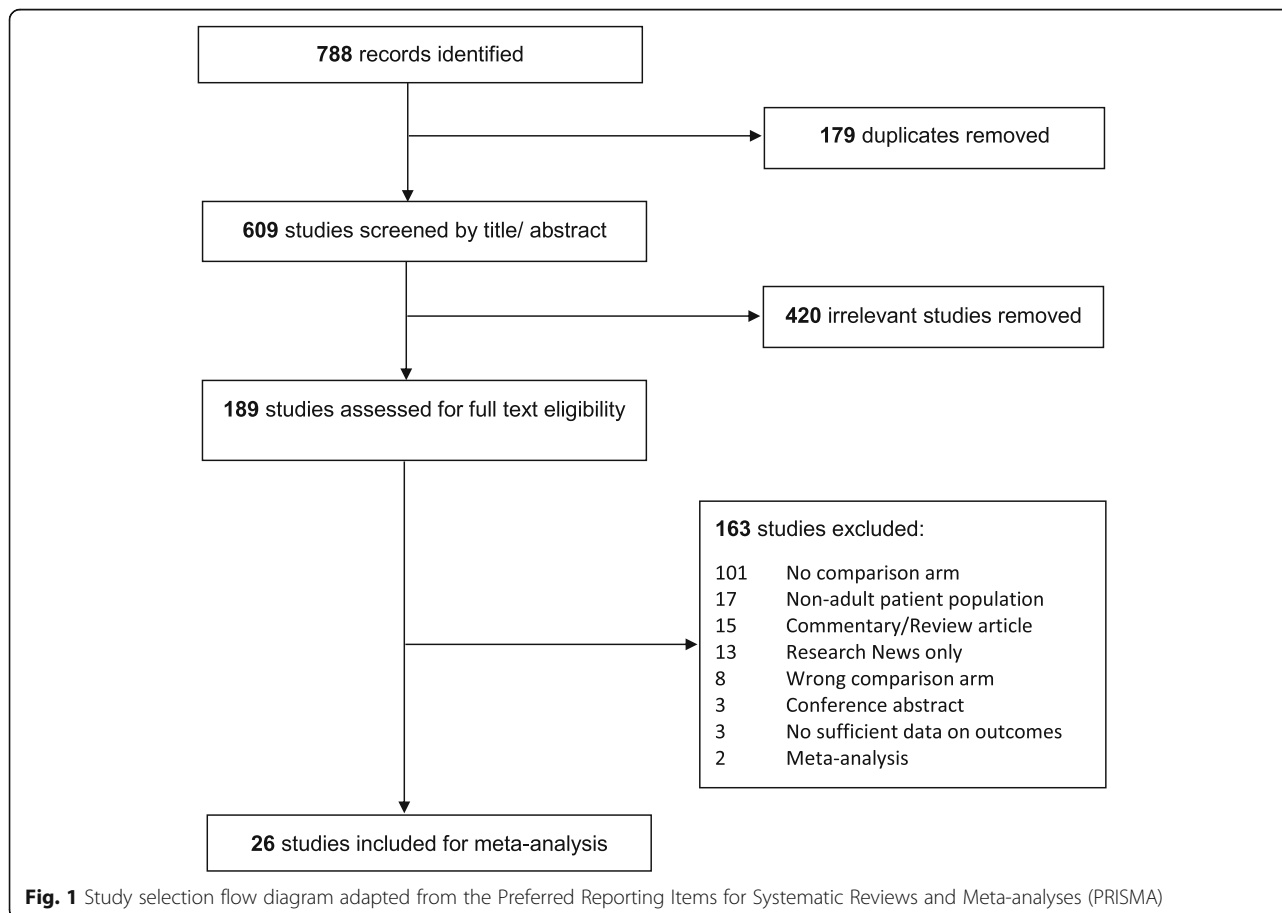 788 records identified
179 duplicates removed
609 studies screened by title/ abstract
420 irrelevant studies removed
189 studies assessed for full text eligibility
163 studies excluded:
101 No comparison arm
17 Non-adult patient population
15 Commentary/Review article
13 Research News only
8 Wrong comparison arm
3 Conference abstract
3 No sufficient data on outcomes
2 Meta-analysis
26 studies included for meta-analysis
Fig. 1 Study selection flow diagram adapted from the Preferred Reporting Items for Systematic Reviews and Meta-analyses (PRISMA)